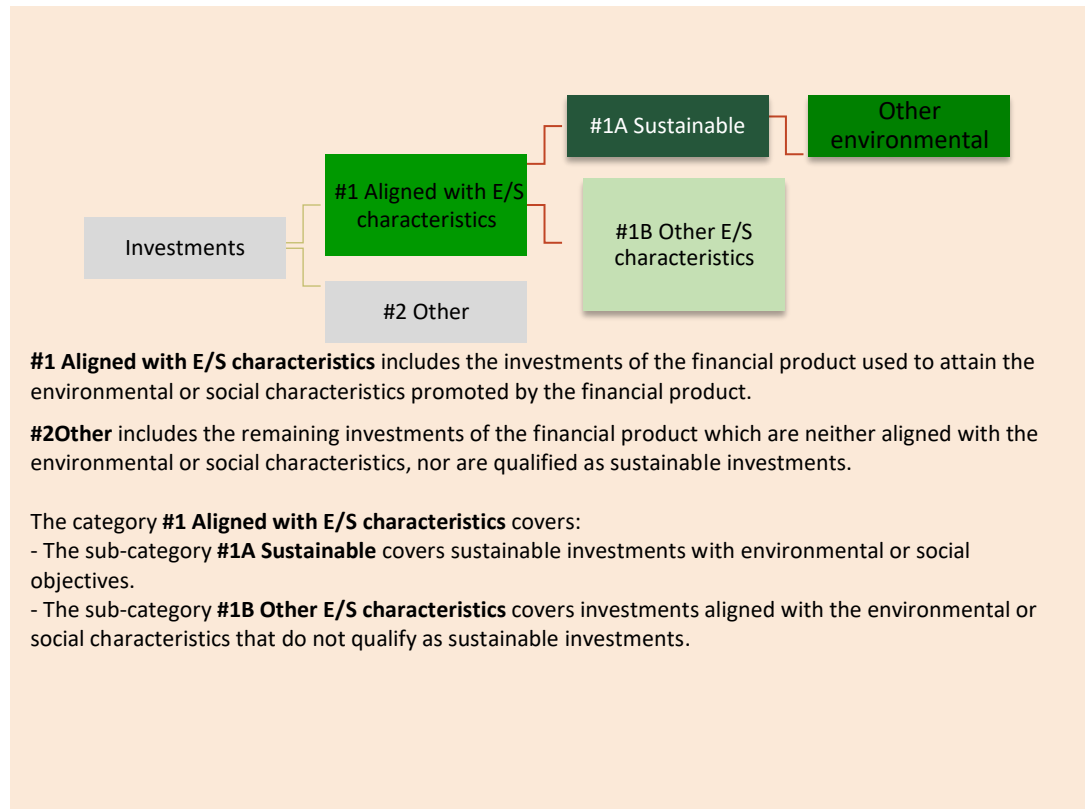 #1A Sustainable
Other
environmental
#1 Aligned with E/S
characteristics
#1B Other E/S
characteristics
Investments
#2 Other
#1 Aligned with E/S characteristics includes the investments of the financial product used to attain the
environmental or social characteristics promoted by the financial product.
#2Other includes the remaining investments of the financial product which are neither aligned with the
environmental or social characteristics, nor are qualified as sustainable investments.
The category #1 Aligned with E/S characteristics covers:
- The sub-category #1A Sustainable covers sustainable investments with environmental or social
objectives.
- The sub-category #1B Other E/S characteristics covers investments aligned with the environmental or
social characteristics that do not qualify as sustainable investments.